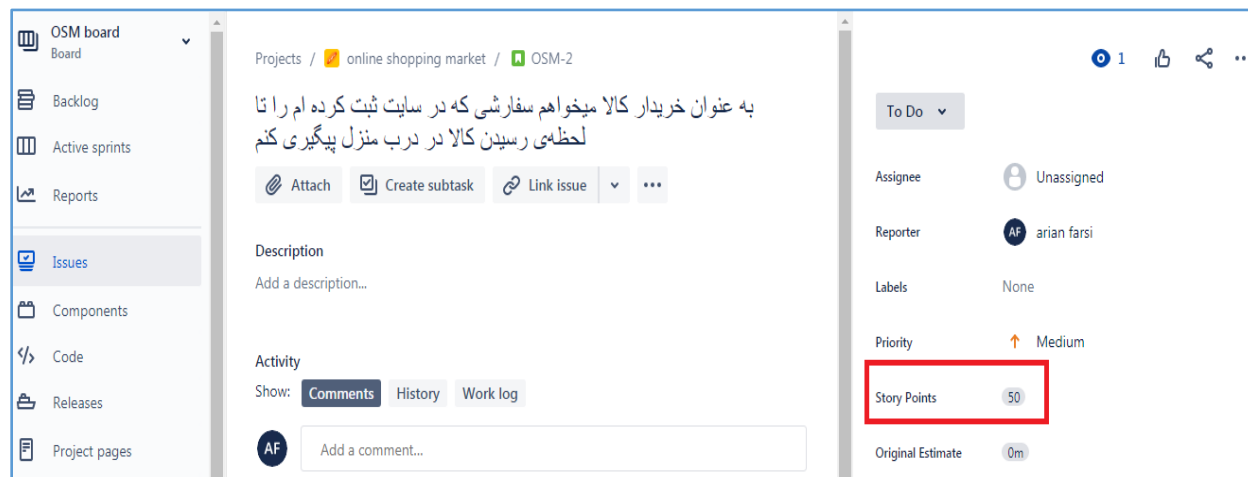 OSM board
Board
Backlog
Active sprints
Reports
Issues
Components
Code
Releases
Project pages
Projects / online shopping market / OSM-2
به عنوان خریدار کالا میخواهم سفارشی که در سایت ثبت کرده ام را تا
لحظه‌ی رسیدن کالا در درب منزل پیگیری کنم
Attach Create subtask Link issue
Description
Add a description...
Activity
Show: Comments History Work log
AF Add a comment...
1
To Do
Assignee Unassigned
Reporter AF arian farsi
Labels None
Priority Medium
Story Points 50
Original Estimate 0m